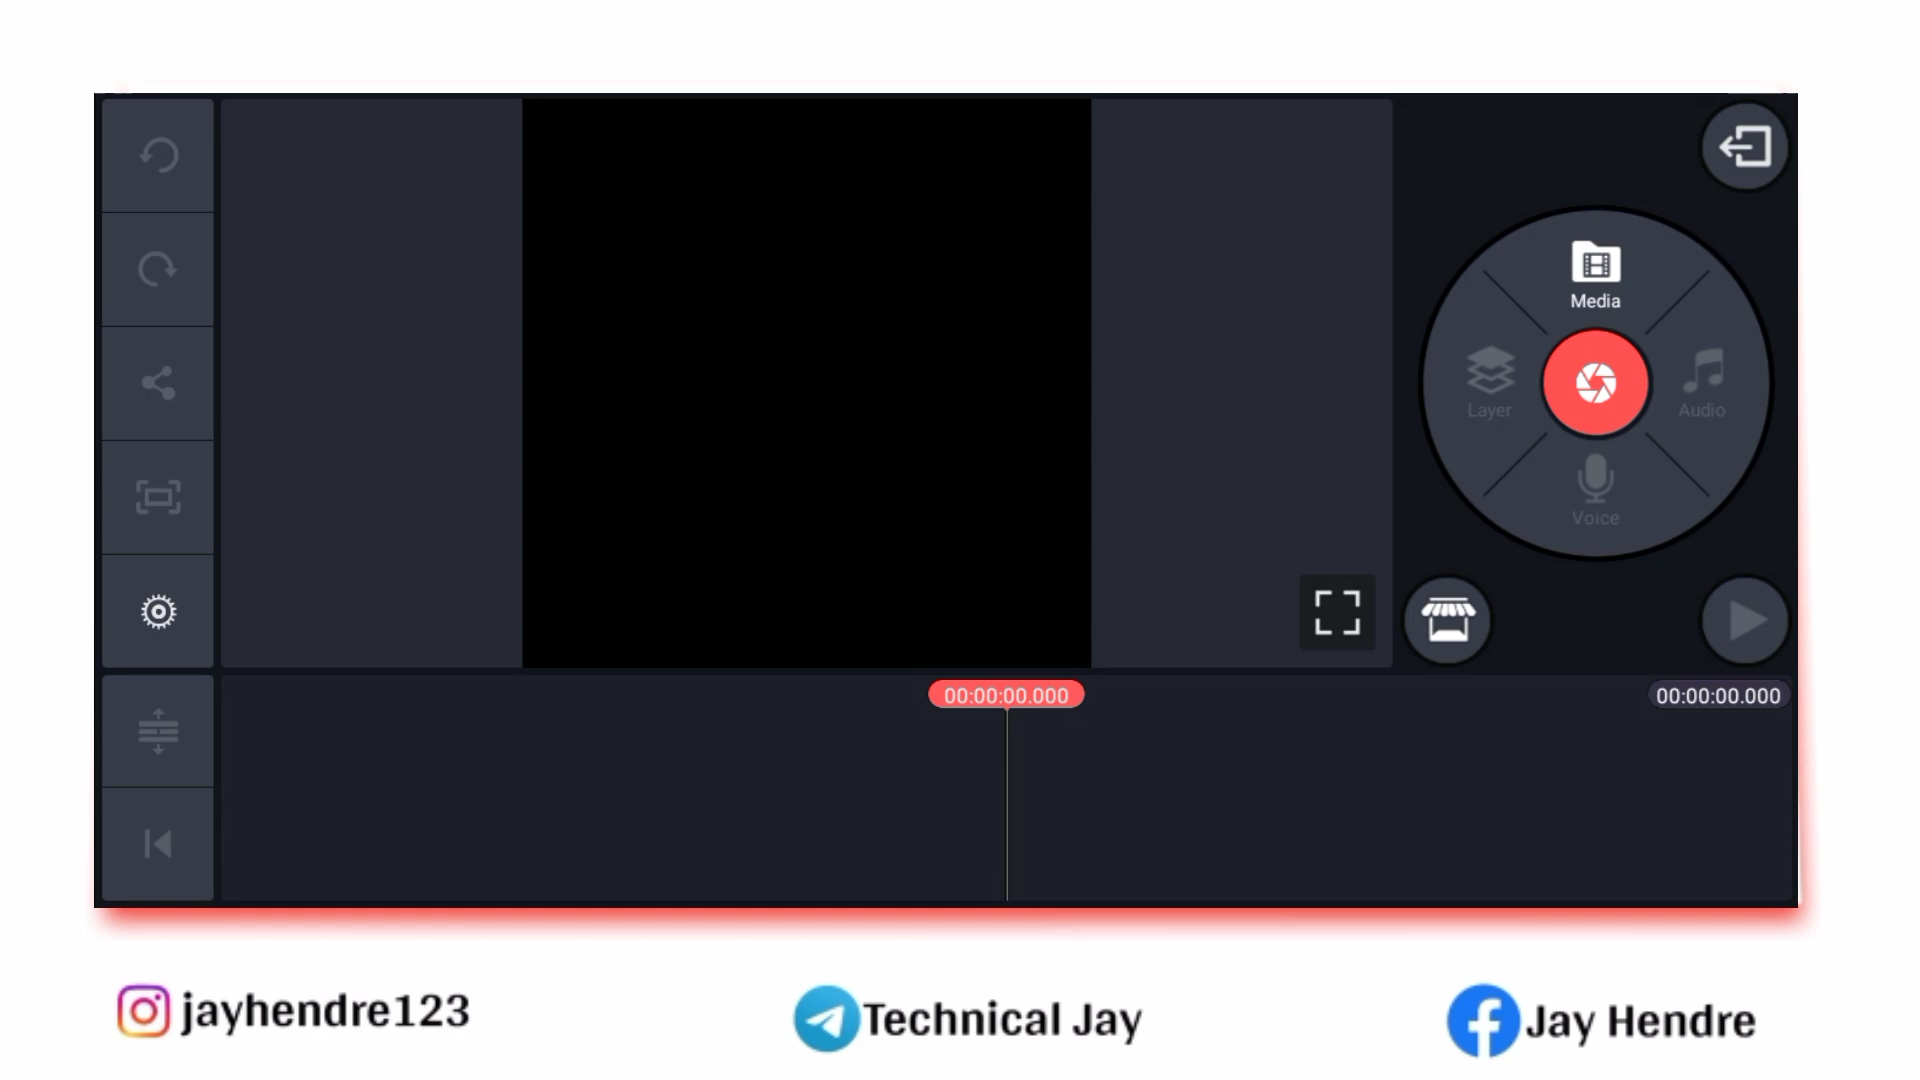 Media
Layer
Audio
Voice
00:00:00.000
00:00:00.000
jayhendre123
Technical Jay
Jay Hendre